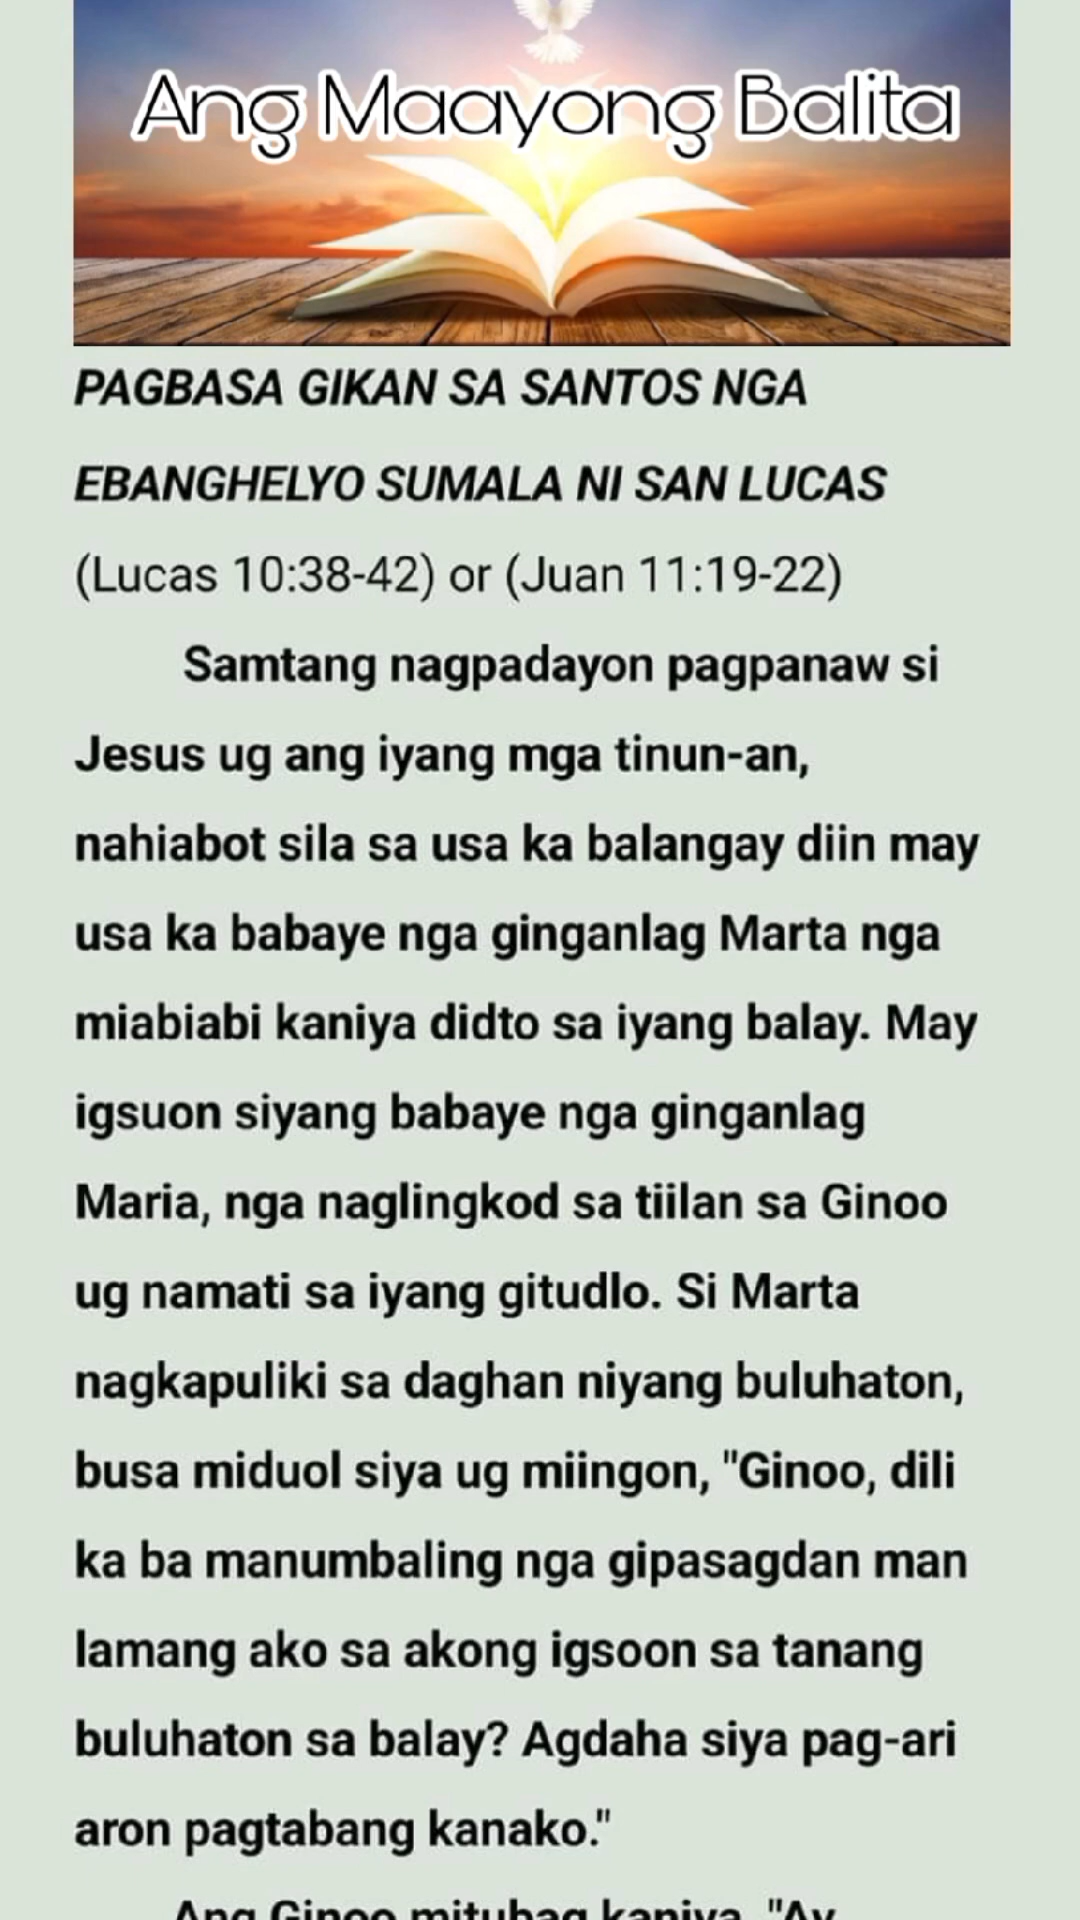 Ang Maayong Balita
PAGBASA GIKAN SA SANTOS NGA
EBANGHELYO SUMALA NI SAN LUCAS
(Lucas 10:38-42) or (Juan 11:19-22)
Samtang nagpadayon pagpanaw si
Jesus ug ang iyang mga tinun-an,
nahiabot sila sa usa ka balangay diin may
usa ka babaye nga ginganlag Marta nga
miabiabi kaniya didto sa iyang balay. May
igsuon siyang babaye nga ginganlag
Maria, nga naglingkod sa tiilan sa Ginoo
ug namati sa iyang gitudlo. Si Marta
nagkapuliki sa daghan niyang buluhaton,
busa miduol siya ug miingon, "Ginoo, dili
ka ba manumbaling nga gipasagdan man
lamang ako sa akong igsoon sa tanang
buluhaton sa balay? Agdaha siya pag-ari
aron pagtabang kanako."
Ang Ginoo mitubag kaniya, "Ay